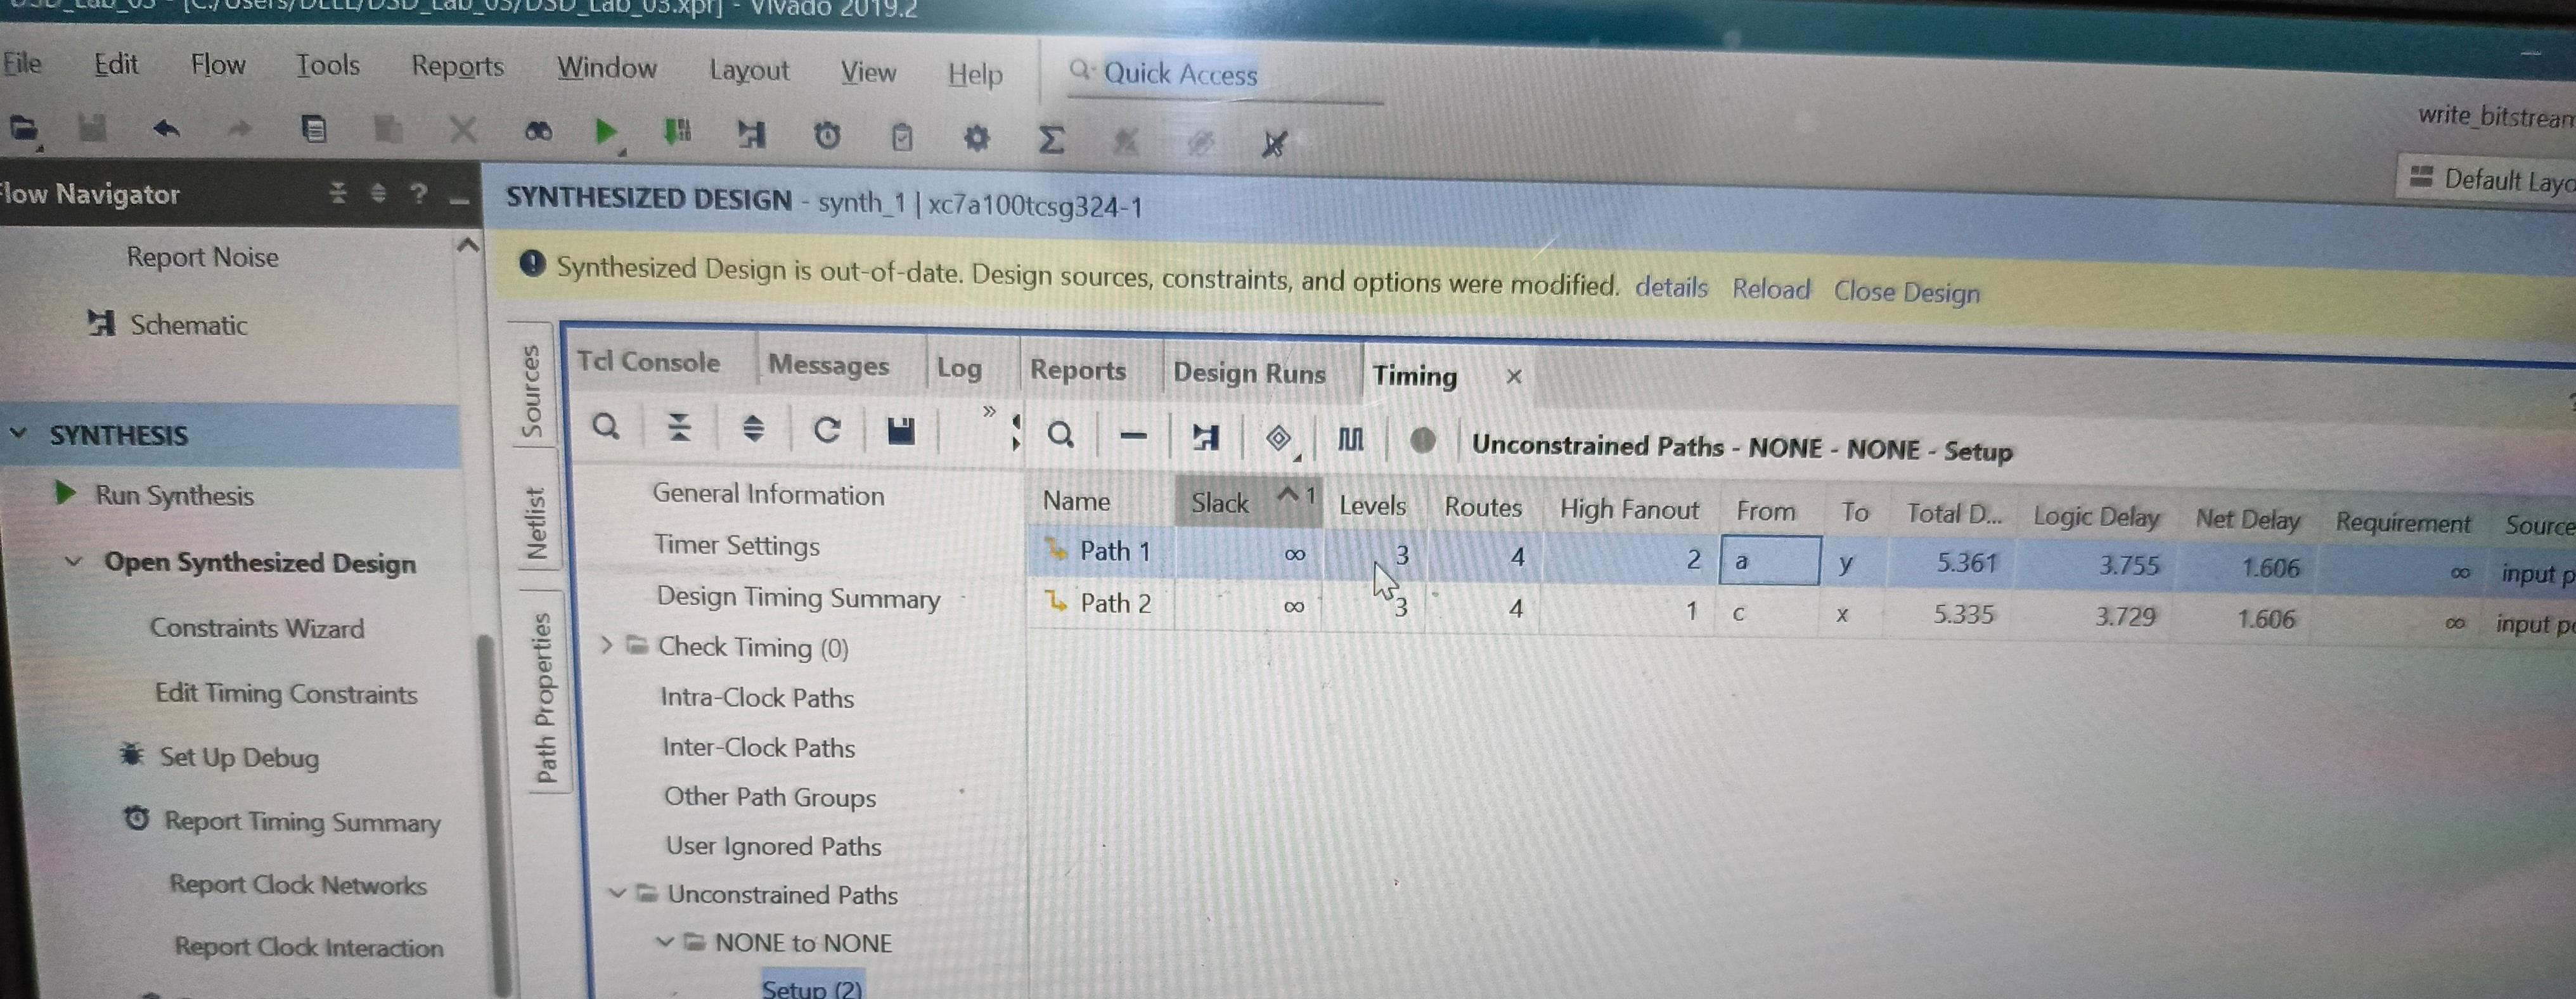 [C:/Users/DELL/DSD_Lab_03/DSD_Lab_03.xpr] - Vivado 2019.2
File Edit Flow Tools Reports Window Layout View Help Quick Access
write_bitstream
Default Layo
Flow Navigator
Report Noise
Schematic
SYNTHESIS
Run Synthesis
Open Synthesized Design
Constraints Wizard
Edit Timing Constraints
Set Up Debug
Report Timing Summary
Report Clock Networks
Report Clock Interaction
SYNTHESIZED DESIGN - synth_1 | xc7a100tcsg324-1
Synthesized Design is out-of-date. Design sources, constraints, and options were modified. details Reload Close Design
Sources
Netlist
Path Properties
Tcl Console Messages Log Reports Design Runs Timing
Unconstrained Paths - NONE - NONE - Setup
General Information
Timer Settings
Design Timing Summary
Check Timing (0)
Intra-Clock Paths
Inter-Clock Paths
Other Path Groups
User Ignored Paths
Unconstrained Paths
NONE to NONE
Setup (2)
Name Slack 1 Levels Routes High Fanout From To Total D... Logic Delay Net Delay Requirement Source
Path 1 ∞ 3 4 2 a y 5.361 3.755 1.606 ∞ input p
Path 2 ∞ 3 4 1 c x 5.335 3.729 1.606 ∞ input po